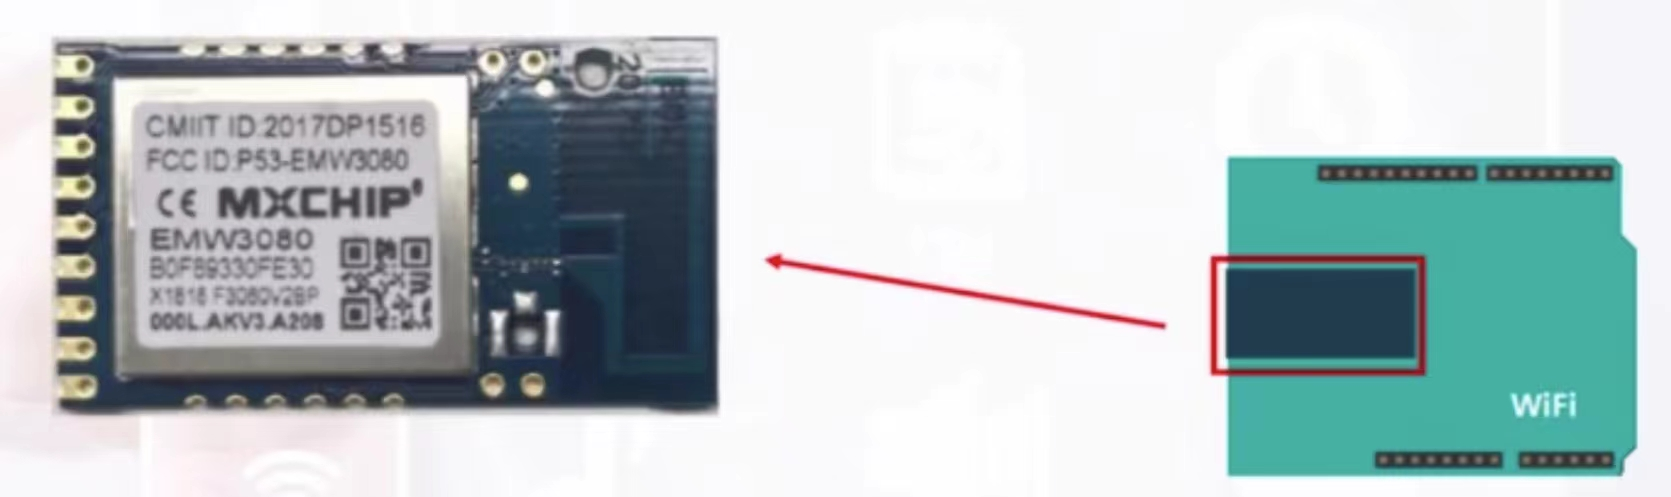 CMIIT ID:2017DP1516
FCC ID:P53-EMW3080
CE MXCHIP
EMW3080
B0F89330FE30
X1818 F3080V2BP
000L.AKV3.A208
WiFi